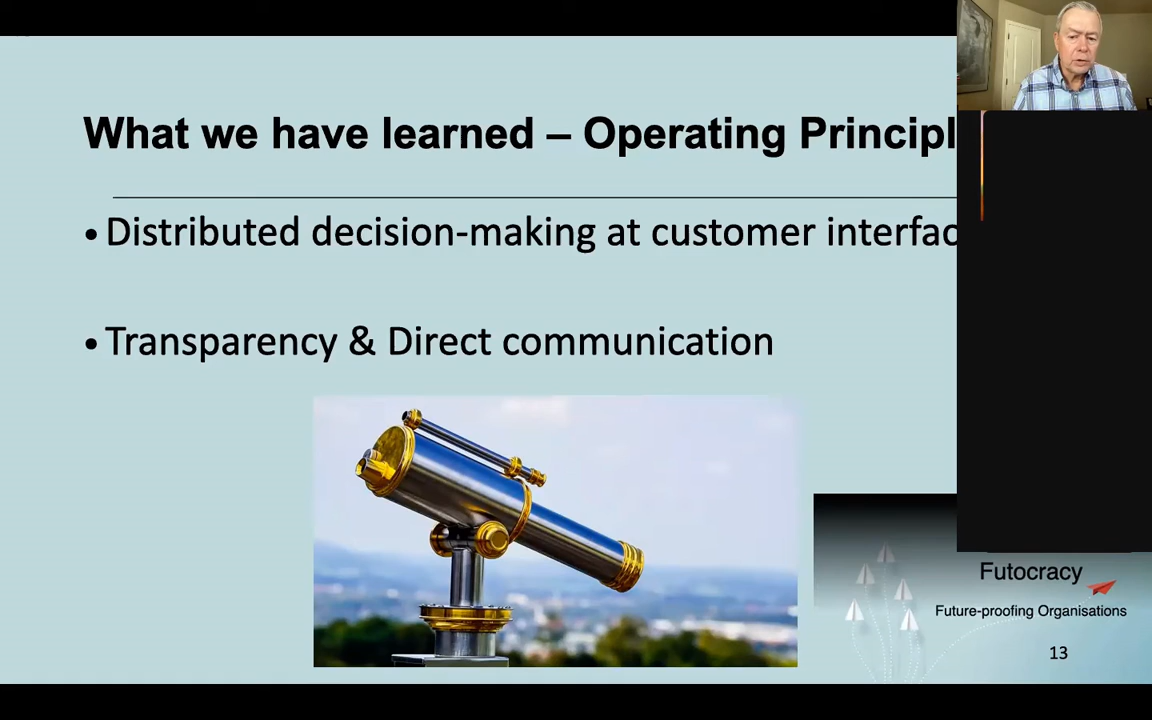 What we have learned – Operating Principl
• Distributed decision-making at customer interfac
• Transparency & Direct communication
Futocracy
Future-proofing Organisations
13